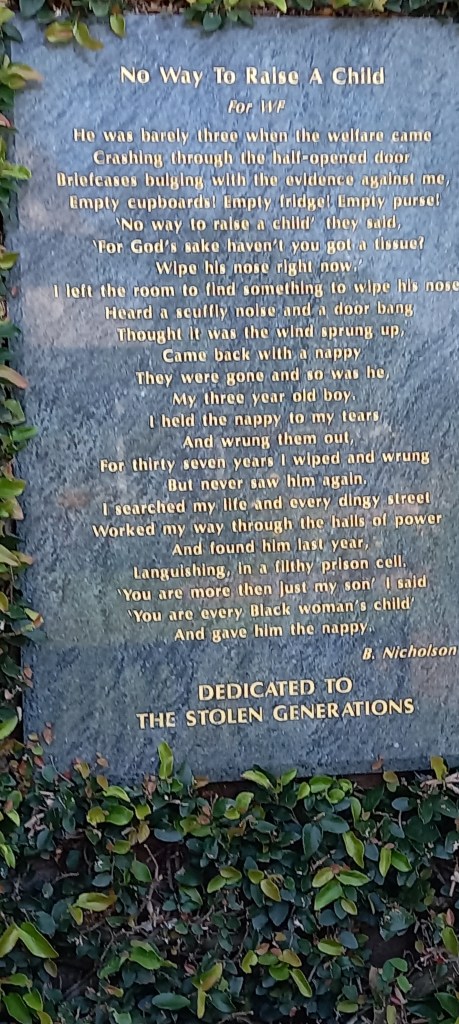 No Way To Raise A Child
For WF
He was barely three when the welfare came
Crashing through the half-opened door
Briefcases bulging with the evidence against me,
Empty cupboards! Empty fridge! Empty purse!
'No way to raise a child' they said,
'For God's sake haven't you got a tissue?
Wipe his nose right now.'
I left the room to find something to wipe his nose
Heard a scuffly noise and a door bang
Thought it was the wind sprung up,
Came back with a nappy
They were gone and so was he,
My three year old boy.
I held the nappy to my tears
And wrung them out,
For thirty seven years I wiped and wrung
But never saw him again.
I searched my life and every dingy street
Worked my way through the halls of power
And found him last year,
Languishing, in a filthy prison cell.
'You are more then just my son' I said
'You are every Black woman's child'
And gave him the nappy.
B. Nicholson
DEDICATED TO
THE STOLEN GENERATIONS